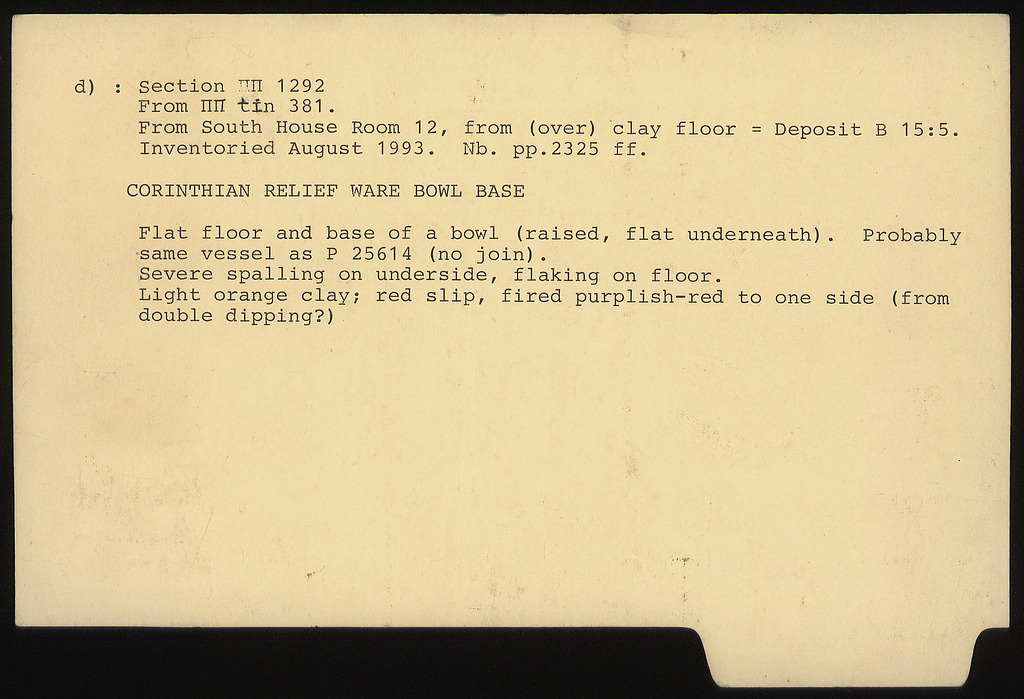 d) : Section ΠΠ 1292
From ΠΠ tin 381.
From South House Room 12, from (over) clay floor = Deposit B 15:5.
Inventoried August 1993. Nb. pp.2325 ff.
CORINTHIAN RELIEF WARE BOWL BASE
Flat floor and base of a bowl (raised, flat underneath). Probably
same vessel as P 25614 (no join).
Severe spalling on underside, flaking on floor.
Light orange clay; red slip, fired purplish-red to one side (from
double dipping?)